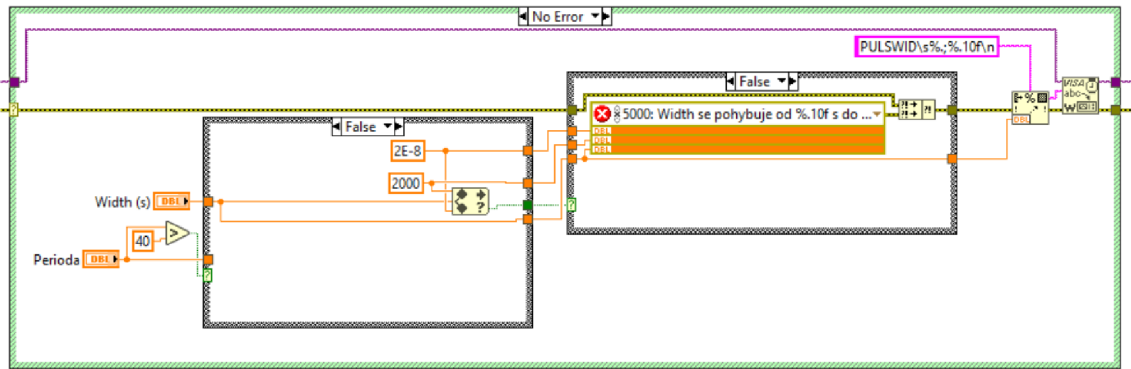 No Error
PULSWID\s%.;%.10f\n
False
VISA
abc
W
%
5000: Width se pohybuje od %.10f s do ...
?!
?!
?!
DBL
DBL
DBL
DBL
False
2E-8
2000
?
?
Width (s)
DBL
40
>
Perioda
DBL
?
?